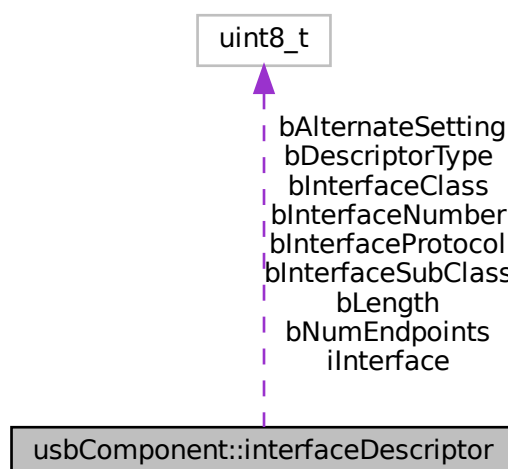 uint8_t
bAlternateSetting
bDescriptorType
bInterfaceClass
bInterfaceNumber
bInterfaceProtocol
bInterfaceSubClass
bLength
bNumEndpoints
iInterface
usbComponent::interfaceDescriptor